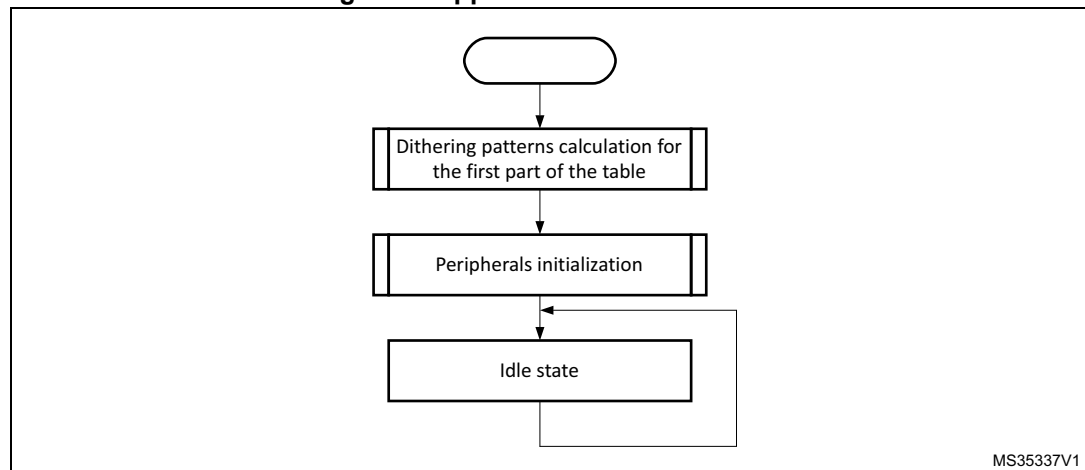 Dithering patterns calculation for
the first part of the table
Peripherals initialization
Idle state
MS35337V1